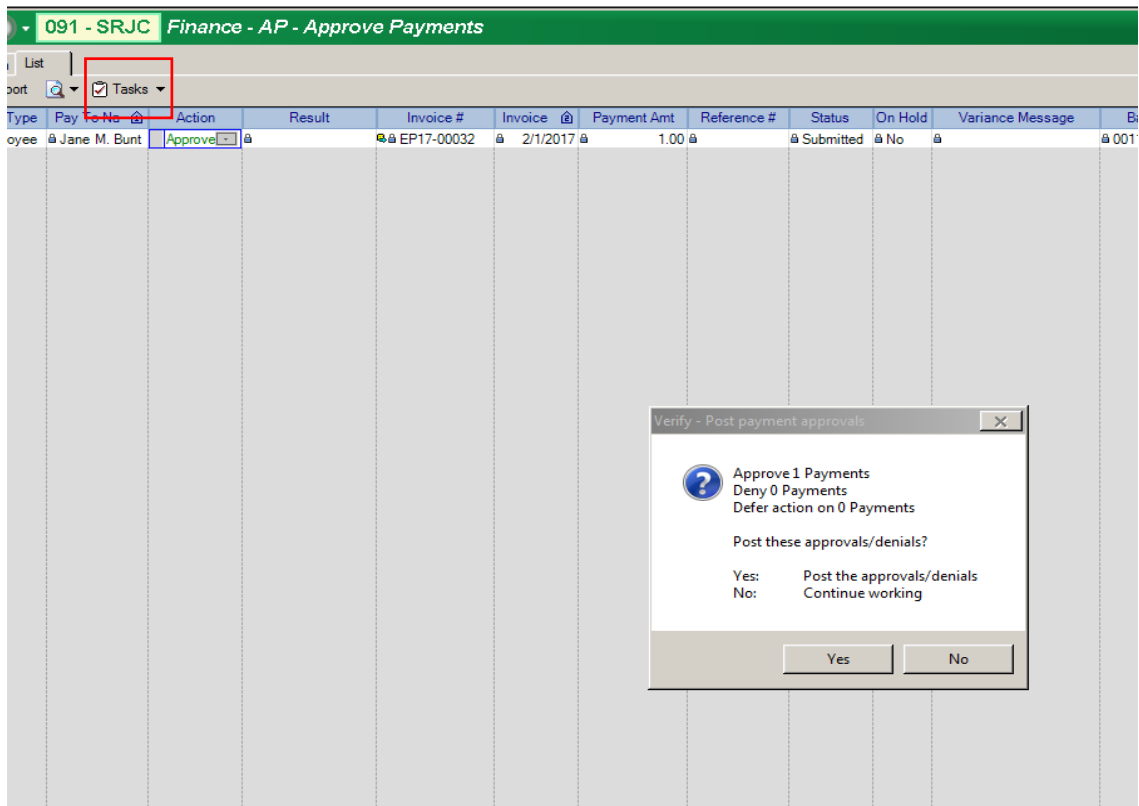 091 - SRJC Finance - AP - Approve Payments
List
port Tasks
Type Pay To Na Action Result Invoice # Invoice Payment Amt Reference # Status On Hold Variance Message Ba
oyee Jane M. Bunt Approve EP17-00032 2/1/2017 1.00 Submitted No 0011
Verify - Post payment approvals
Approve 1 Payments
Deny 0 Payments
Defer action on 0 Payments
Post these approvals/denials?
Yes: Post the approvals/denials
No: Continue working
Yes No